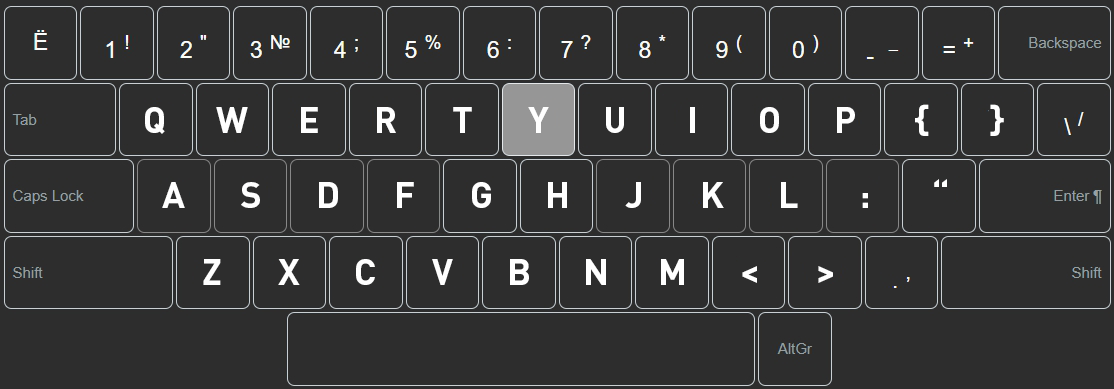 Ё 1 ! 2 " 3 № 4 ; 5 % 6 : 7 ? 8 * 9 ( 0 ) - _ = + Backspace
Tab Q W E R T Y U I O P { } \ /
Caps Lock A S D F G H J K L : “ Enter ¶
Shift Z X C V B N M < > . , Shift
AltGr